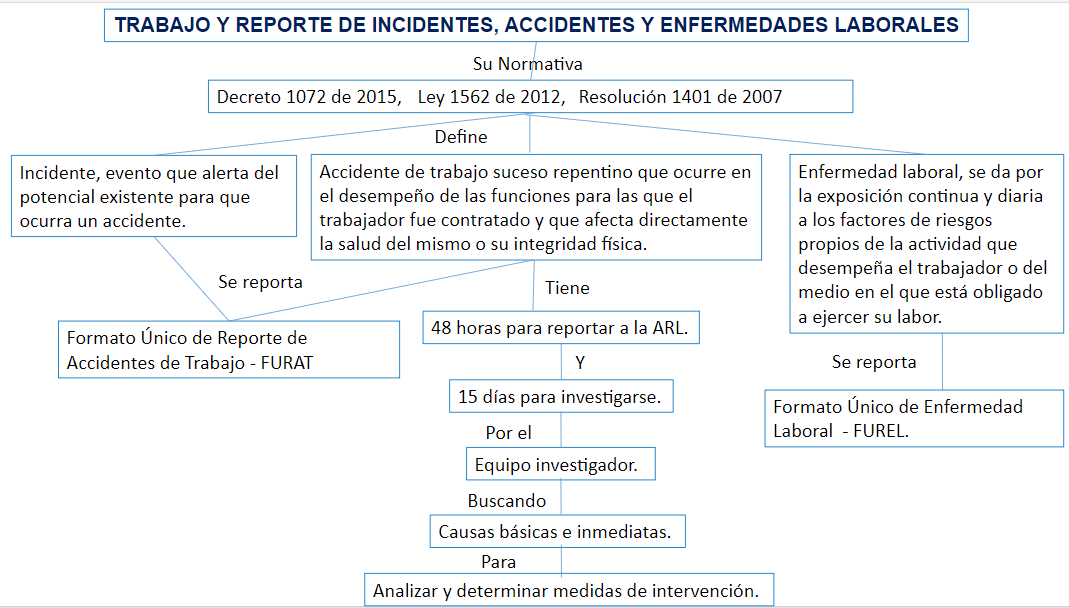 TRABAJO Y REPORTE DE INCIDENTES, ACCIDENTES Y ENFERMEDADES LABORALES
Su Normativa
Decreto 1072 de 2015, Ley 1562 de 2012, Resolución 1401 de 2007
Define
Incidente, evento que alerta del
potencial existente para que
ocurra un accidente.
Accidente de trabajo suceso repentino que ocurre en
el desempeño de las funciones para las que el
trabajador fue contratado y que afecta directamente
la salud del mismo o su integridad física.
Enfermedad laboral, se da por
la exposición continua y diaria
a los factores de riesgos
propios de la actividad que
desempeña el trabajador o del
medio en el que está obligado
a ejercer su labor.
Se reporta
Formato Único de Reporte de
Accidentes de Trabajo - FURAT
Tiene
48 horas para reportar a la ARL.
Y
15 días para investigarse.
Por el
Equipo investigador.
Buscando
Causas básicas e inmediatas.
Para
Analizar y determinar medidas de intervención.
Se reporta
Formato Único de Enfermedad
Laboral - FUREL.